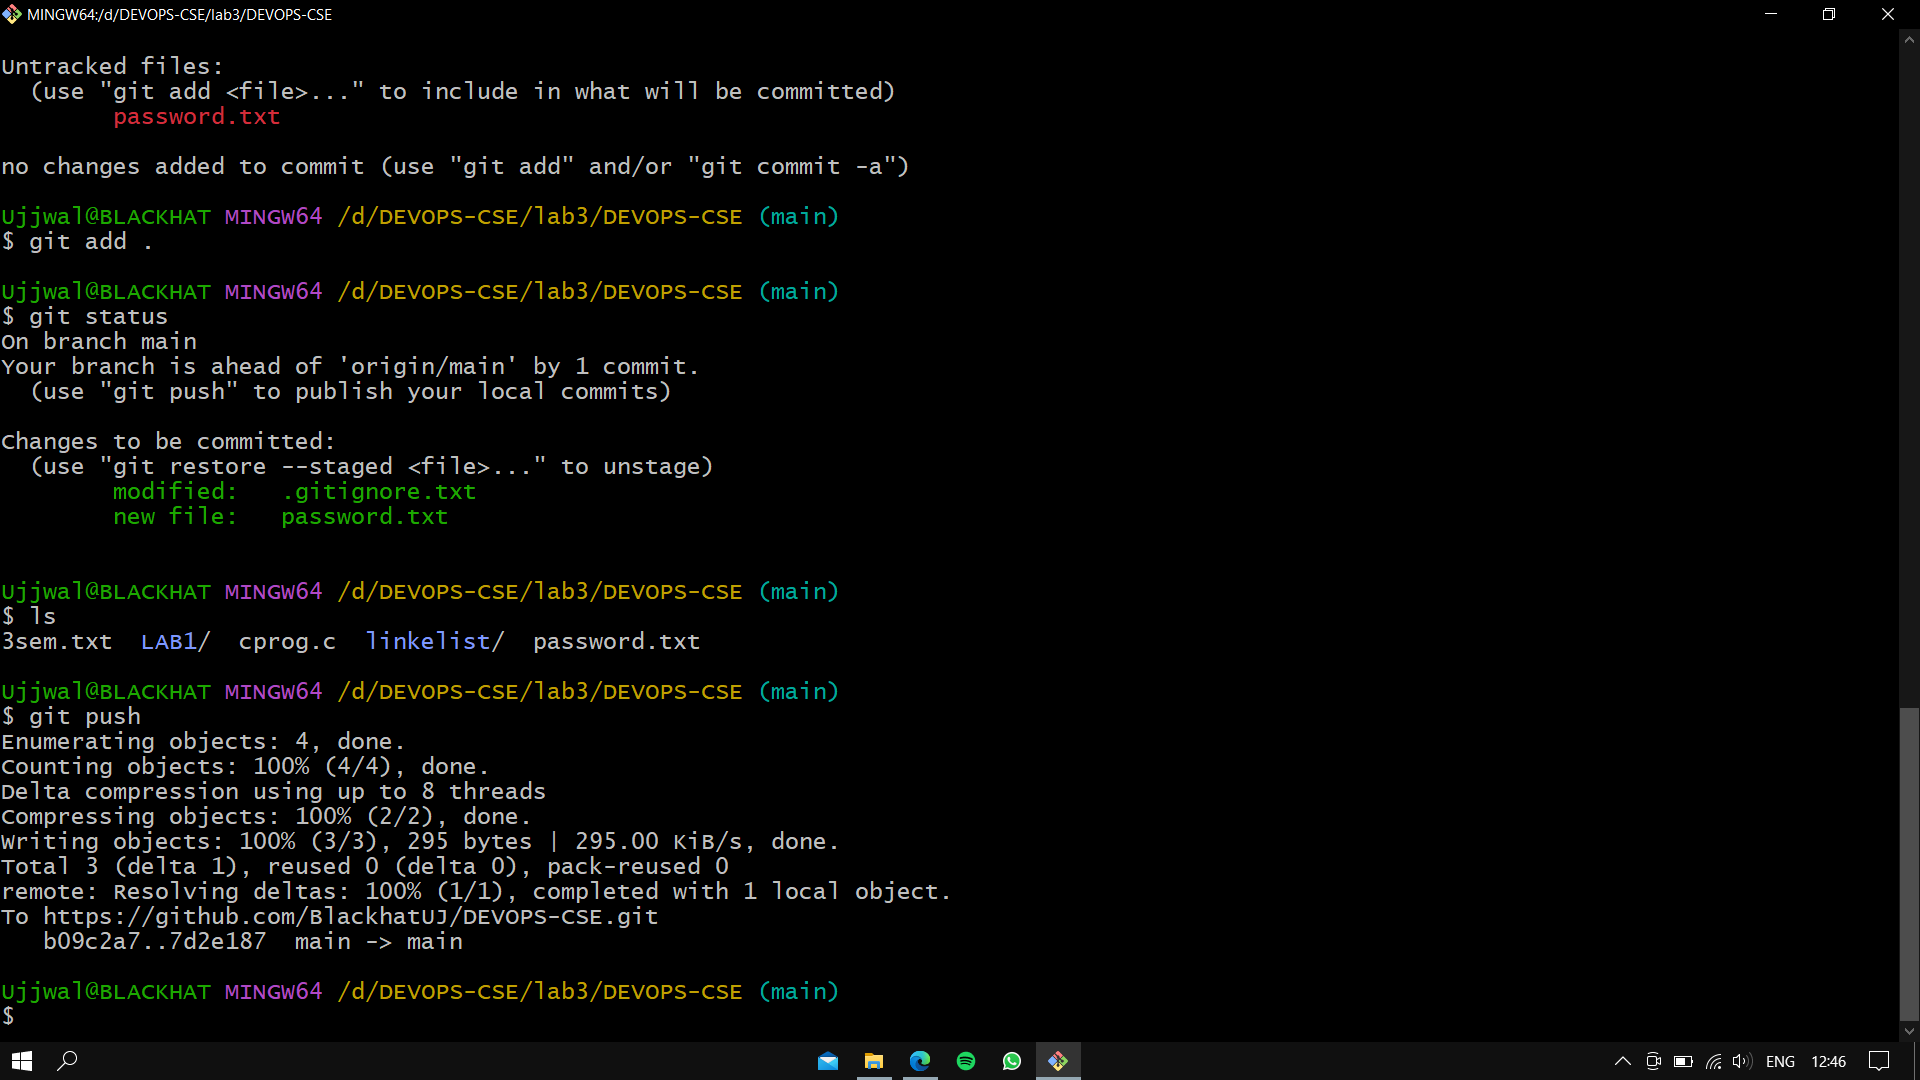 MINGW64:/d/DEVOPS-CSE/lab3/DEVOPS-CSE
Untracked files:
  (use "git add <file>..." to include in what will be committed)
        password.txt
no changes added to commit (use "git add" and/or "git commit -a")
Ujjwal@BLACKHAT MINGW64 /d/DEVOPS-CSE/lab3/DEVOPS-CSE (main)
$ git add .
Ujjwal@BLACKHAT MINGW64 /d/DEVOPS-CSE/lab3/DEVOPS-CSE (main)
$ git status
On branch main
Your branch is ahead of 'origin/main' by 1 commit.
  (use "git push" to publish your local commits)
Changes to be committed:
  (use "git restore --staged <file>..." to unstage)
        modified:   .gitignore.txt
        new file:   password.txt
Ujjwal@BLACKHAT MINGW64 /d/DEVOPS-CSE/lab3/DEVOPS-CSE (main)
$ ls
3sem.txt  LAB1/  cprog.c  linkelist/  password.txt
Ujjwal@BLACKHAT MINGW64 /d/DEVOPS-CSE/lab3/DEVOPS-CSE (main)
$ git push
Enumerating objects: 4, done.
Counting objects: 100% (4/4), done.
Delta compression using up to 8 threads
Compressing objects: 100% (2/2), done.
Writing objects: 100% (3/3), 295 bytes | 295.00 KiB/s, done.
Total 3 (delta 1), reused 0 (delta 0), pack-reused 0
remote: Resolving deltas: 100% (1/1), completed with 1 local object.
To https://github.com/BlackhatUJ/DEVOPS-CSE.git
   b09c2a7..7d2e187  main -> main
Ujjwal@BLACKHAT MINGW64 /d/DEVOPS-CSE/lab3/DEVOPS-CSE (main)
$
ENG 12:46